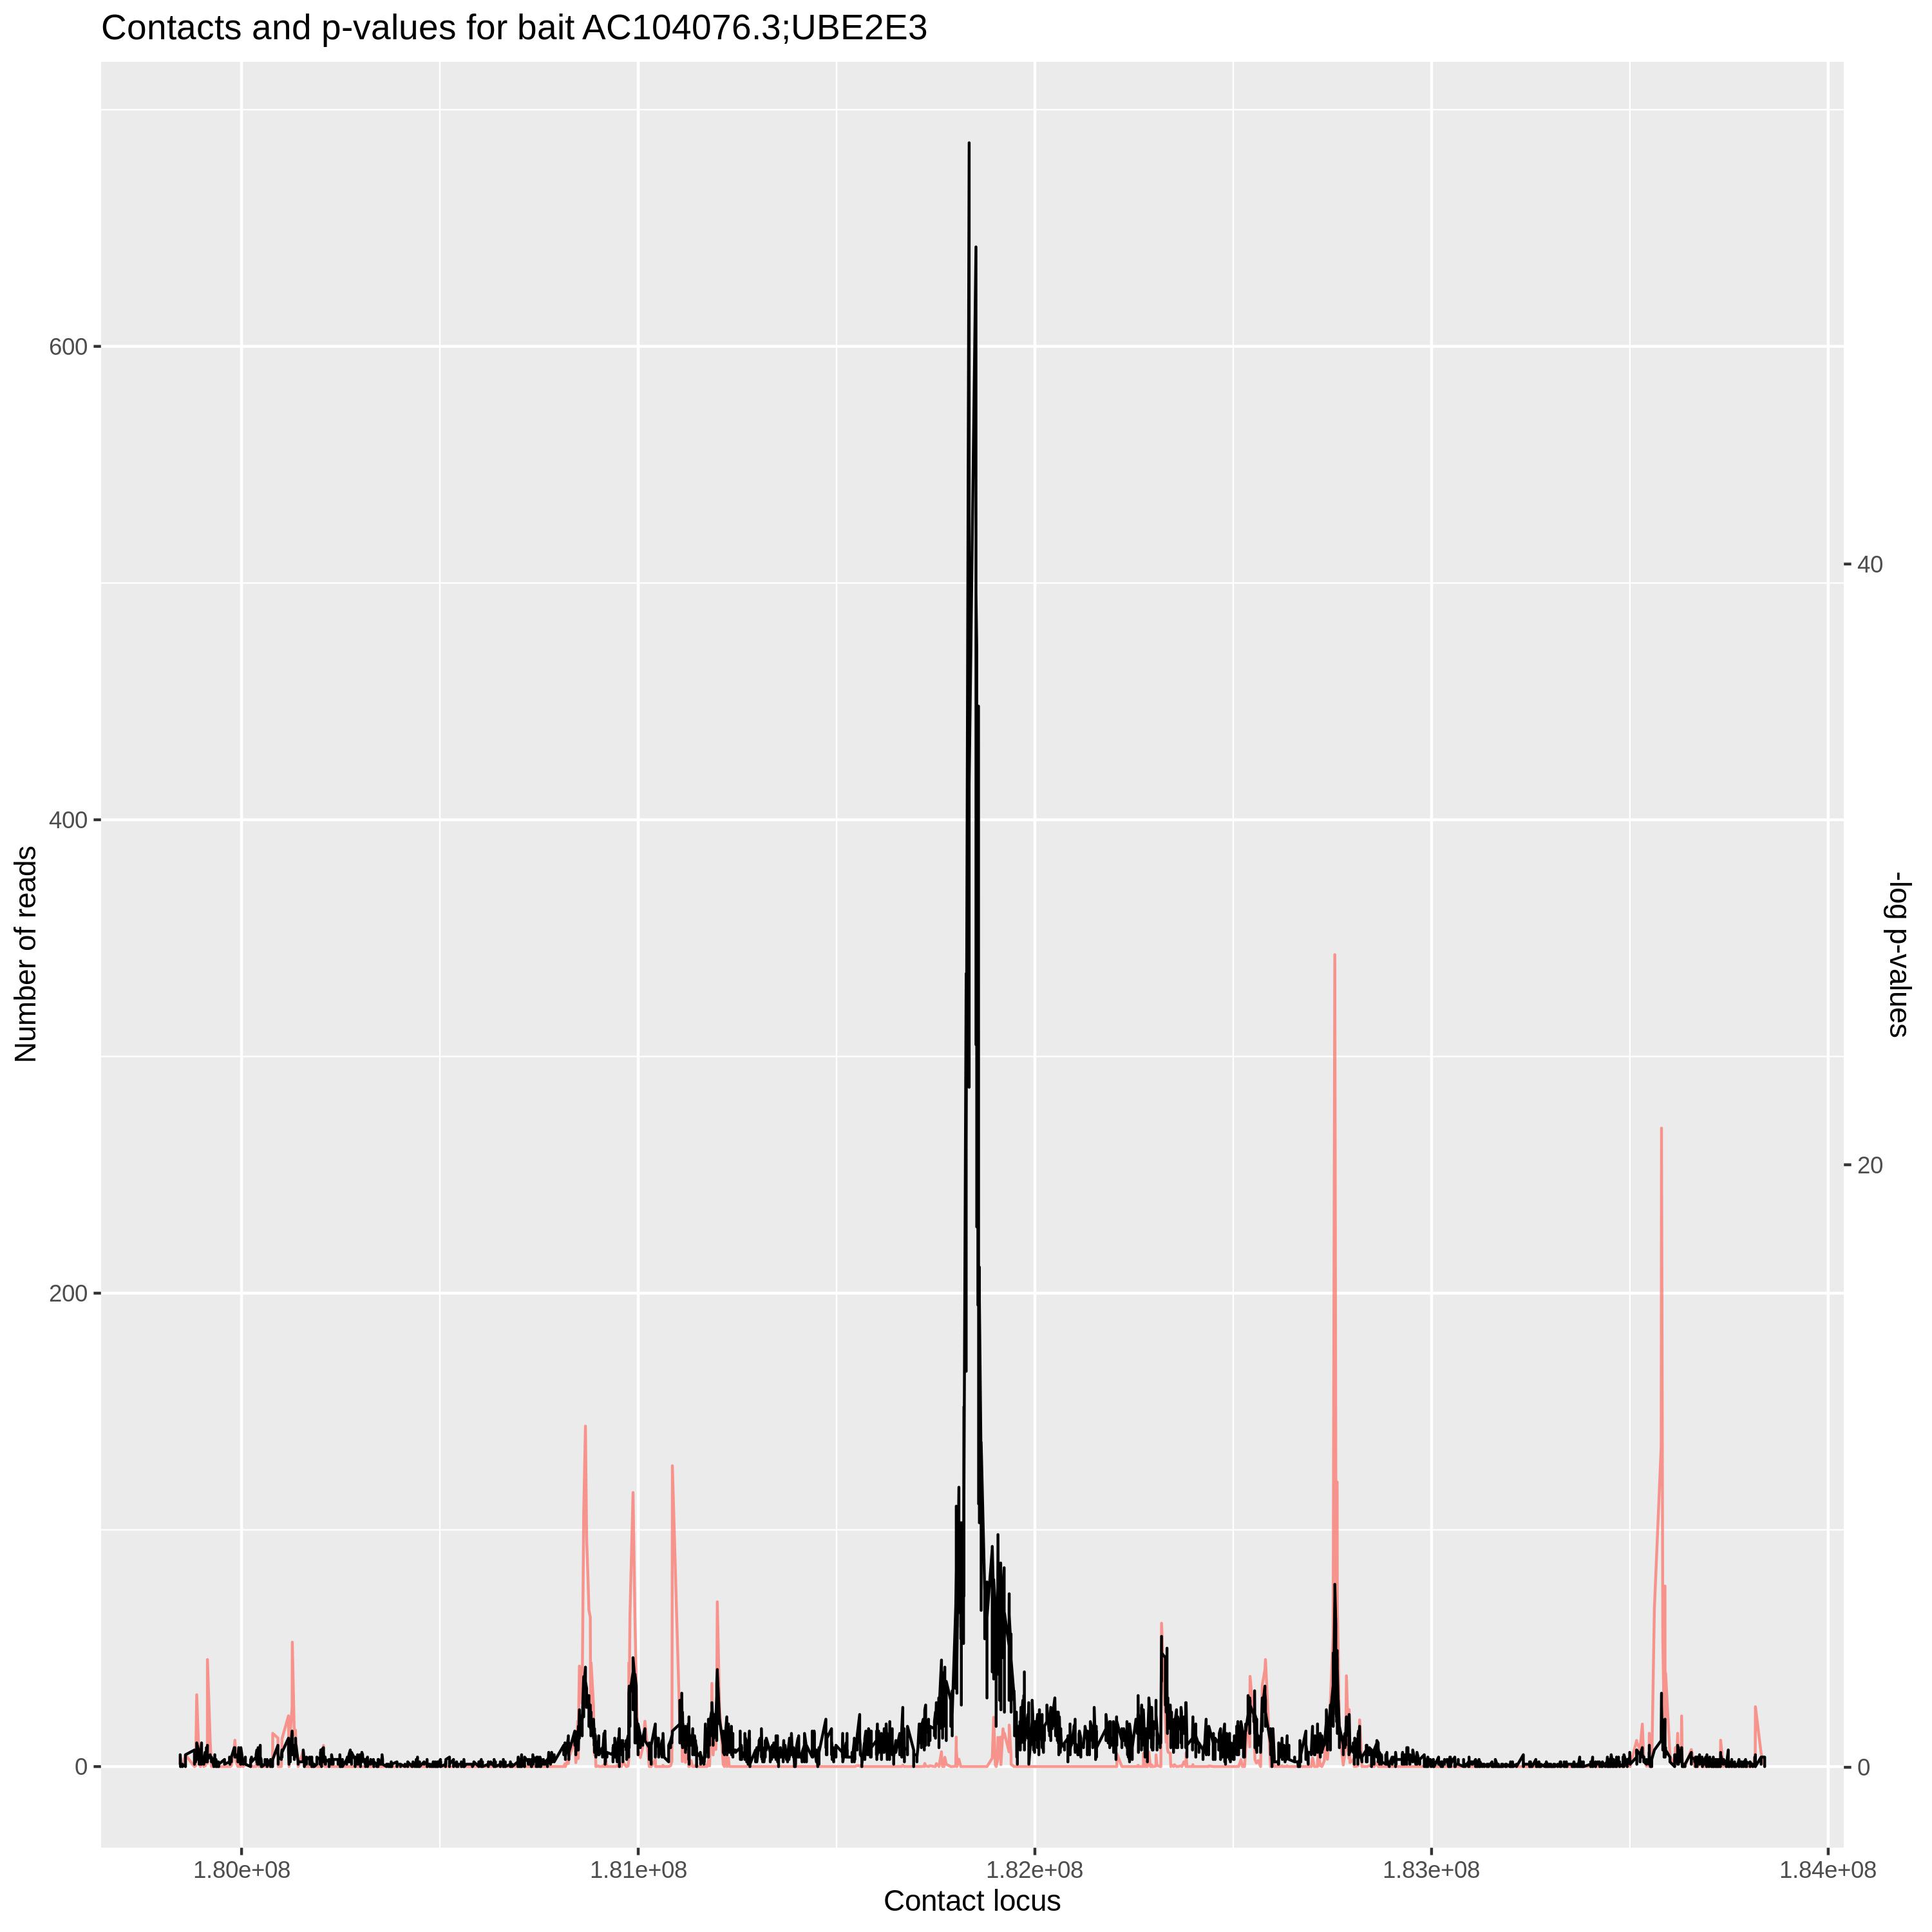 Contacts and p-values for bait AC104076.3;UBE2E3
600
400
200
0
Number of reads
40
20
0
-log p-values
1.80e+08 1.81e+08 1.82e+08 1.83e+08 1.84e+08
Contact locus